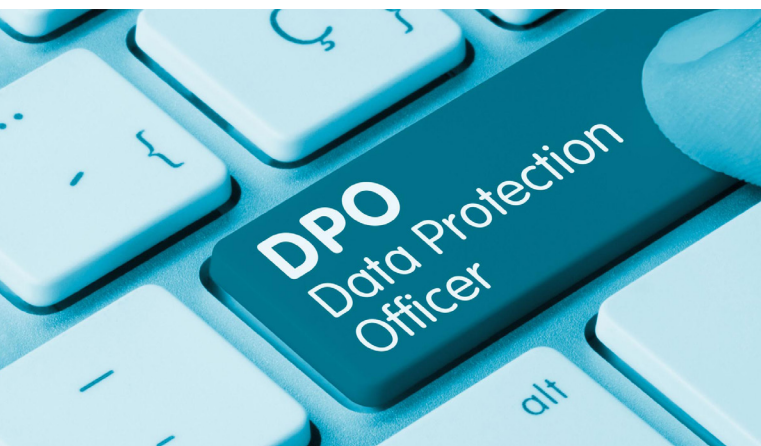 Ç
{
DPO
Data Protection
Officer
alt